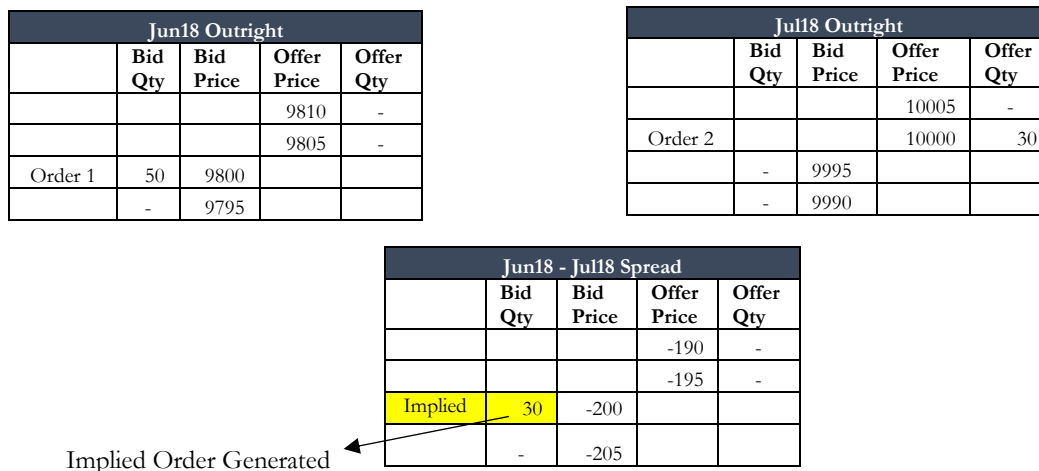 Jun18 Outright
Bid Qty Bid Price Offer Price Offer Qty
9810 -
9805 -
Order 1 50 9800
- 9795
Jul18 Outright
Bid Qty Bid Price Offer Price Offer Qty
10005 -
Order 2 10000 30
- 9995
- 9990
Jun18 - Jul18 Spread
Bid Qty Bid Price Offer Price Offer Qty
-190 -
-195 -
Implied 30 -200
- -205
Implied Order Generated